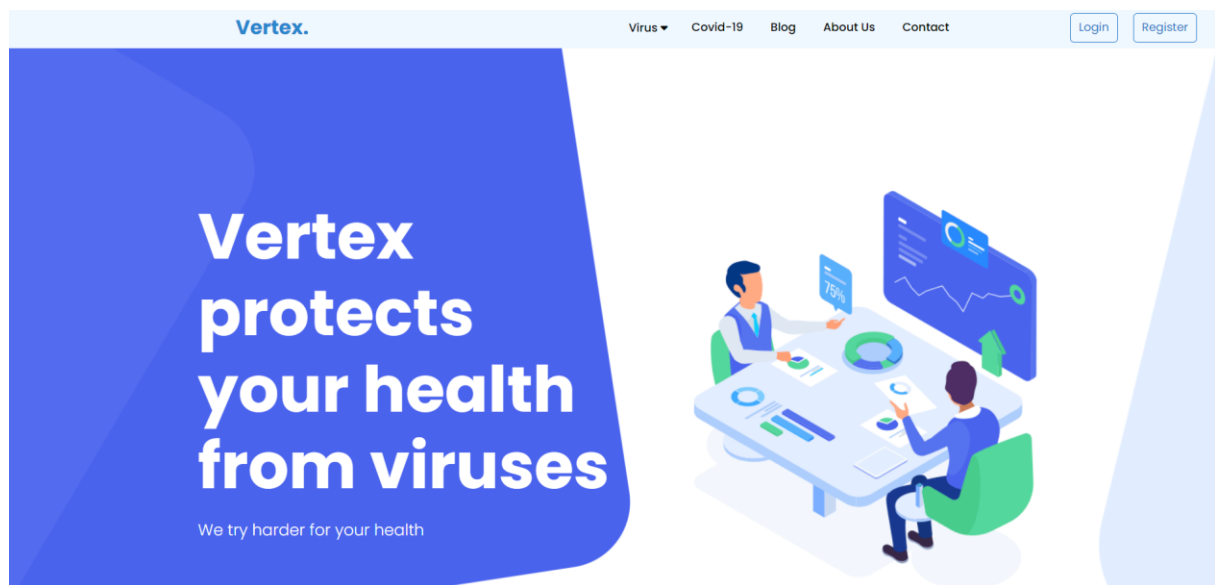 Vertex.
Virus
Covid-19
Blog
About Us
Contact
Login
Register
Vertex
protects
your health
from viruses
We try harder for your health
75%